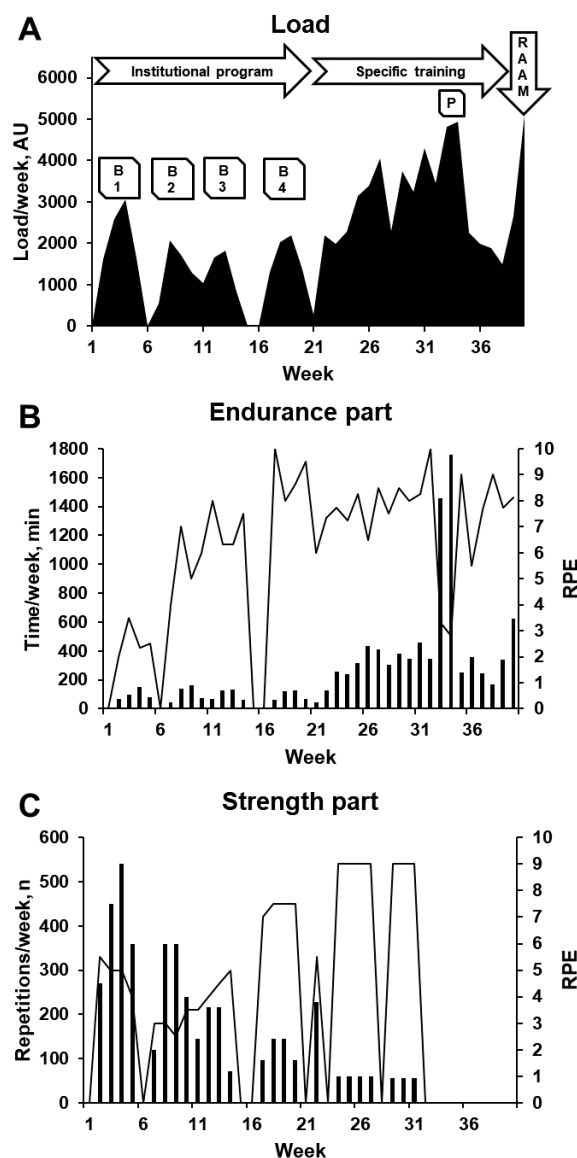 A
Load
R
A
A
M
Institutional program
Specific training
P
B
1
B
2
B
3
B
4
Load/week, AU
6000
5000
4000
3000
2000
1000
0
1 6 11 16 21 26 31 36
Week
B
Endurance part
Time/week, min
1800
1600
1400
1200
1000
800
600
400
200
0
10
9
8
7
6
5
4
3
2
1
0
RPE
1 6 11 16 21 26 31 36
Week
C
Strength part
Repetitions/week, n
600
500
400
300
200
100
0
10
9
8
7
6
5
4
3
2
1
0
RPE
1 6 11 16 21 26 31 36
Week